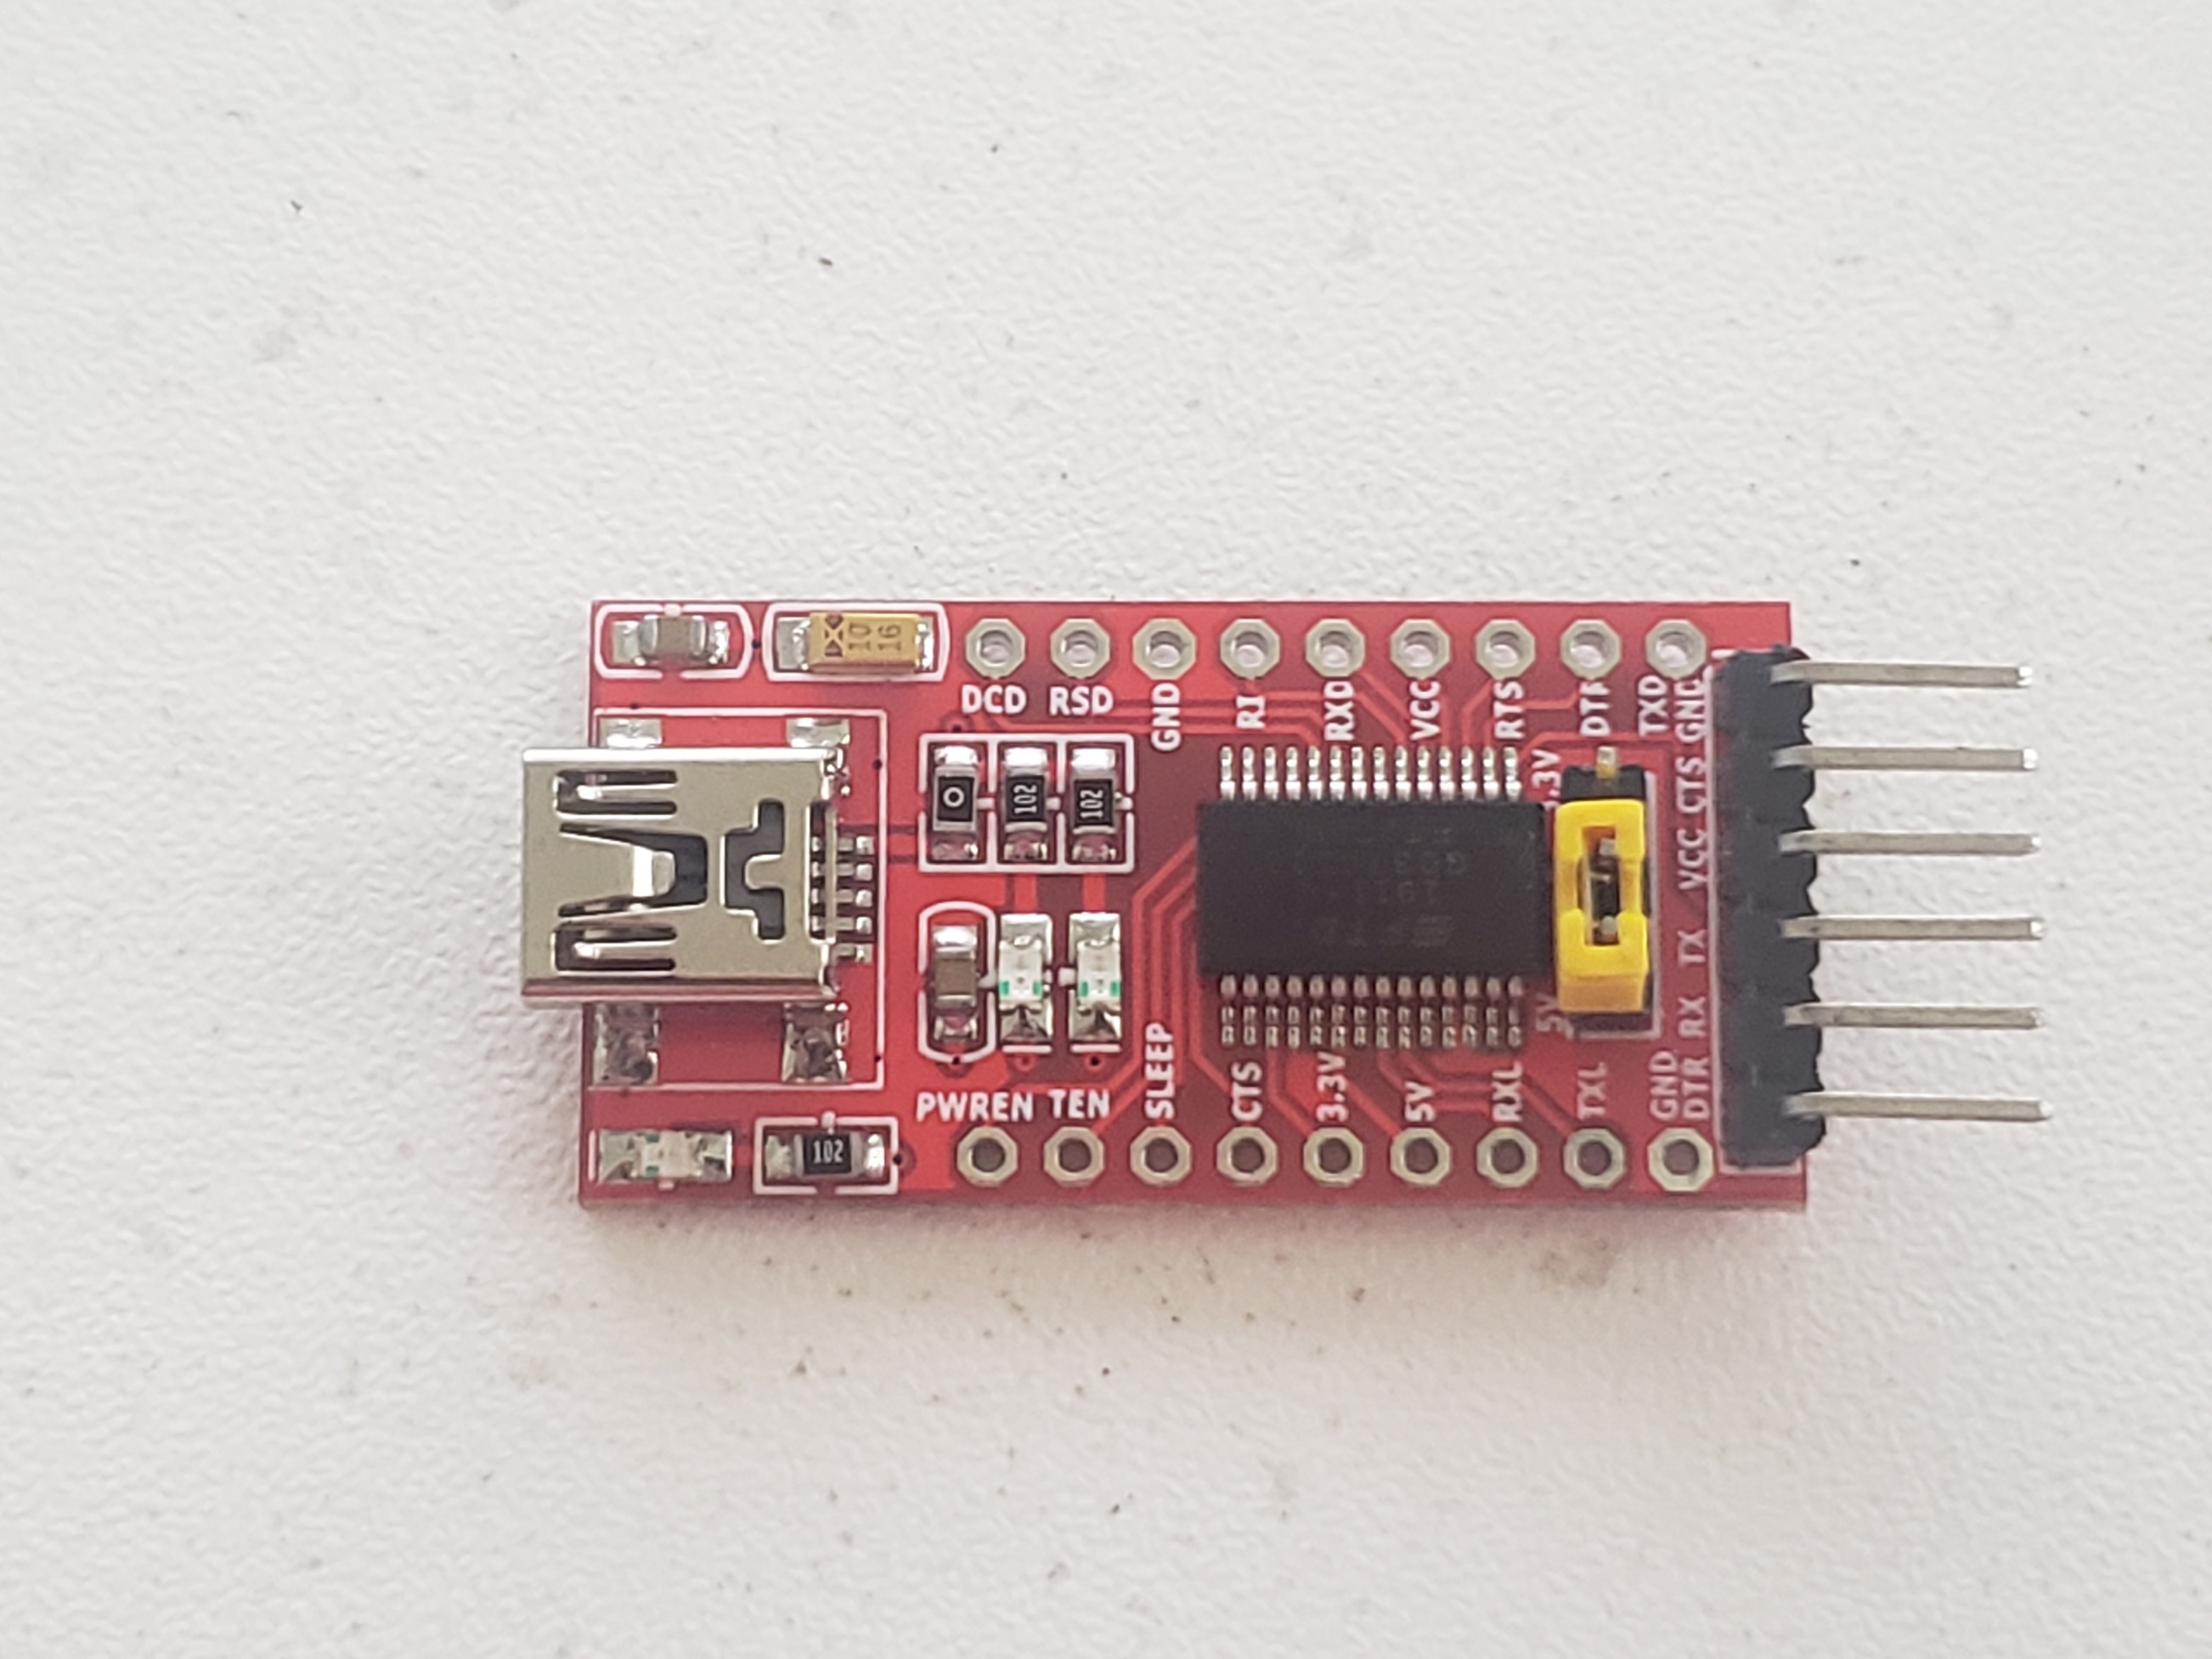 102
10
16
PWREN TEN
0
102
102
DCD RSD
SLEEP
GND
CTS
RI
3.3V
RXD
5V
VCC
RXL
RTS
5V
.3V
TXL
DTR
GND
TXD
DTR RX TX VCC CTS GND